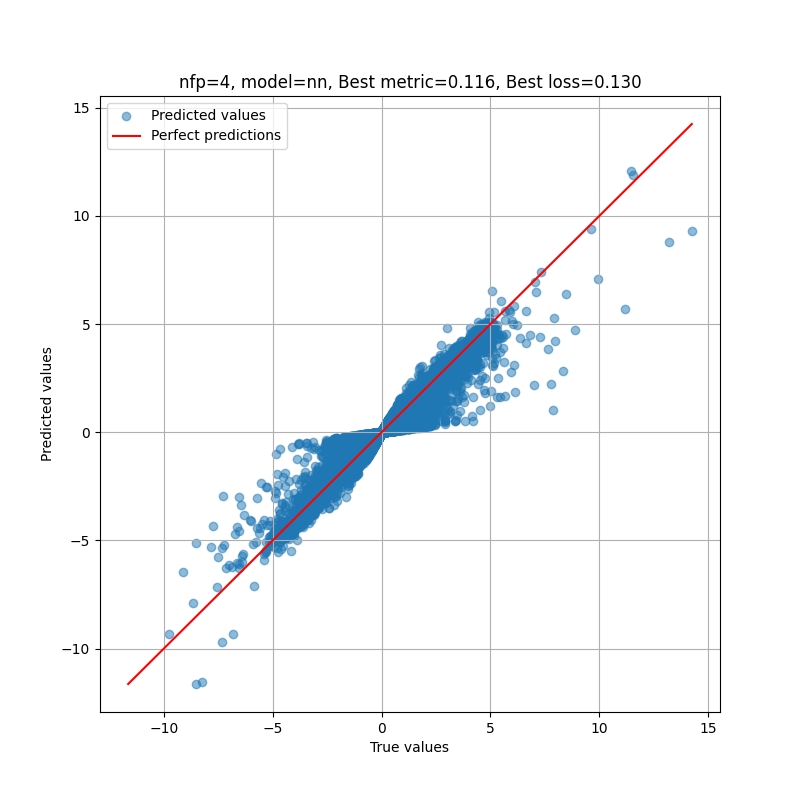 nfp=4, model=nn, Best metric=0.116, Best loss=0.130
Predicted values
Perfect predictions
15
10
5
0
−5
−10
Predicted values
−10
−5
0
5
10
15
True values